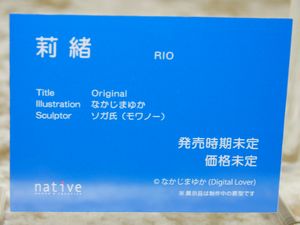 莉緒 RIO
Title Original
Illustration なかじまゆか
Sculptor ソガ氏（モワノー）
発売時期未定
価格未定
© なかじまゆか (Digital Lover)
native
※展示品は制作中の原型です